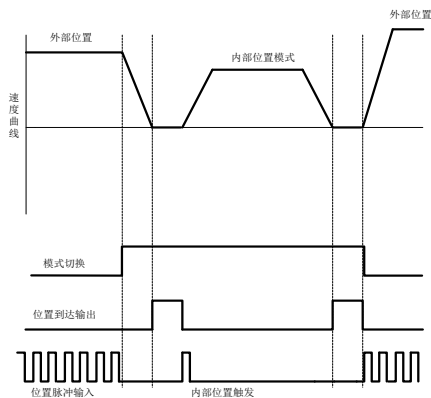 外部位置
外部位置
内部位置模式
速度曲线
模式切换
位置到达输出
位置脉冲输入
内部位置触发